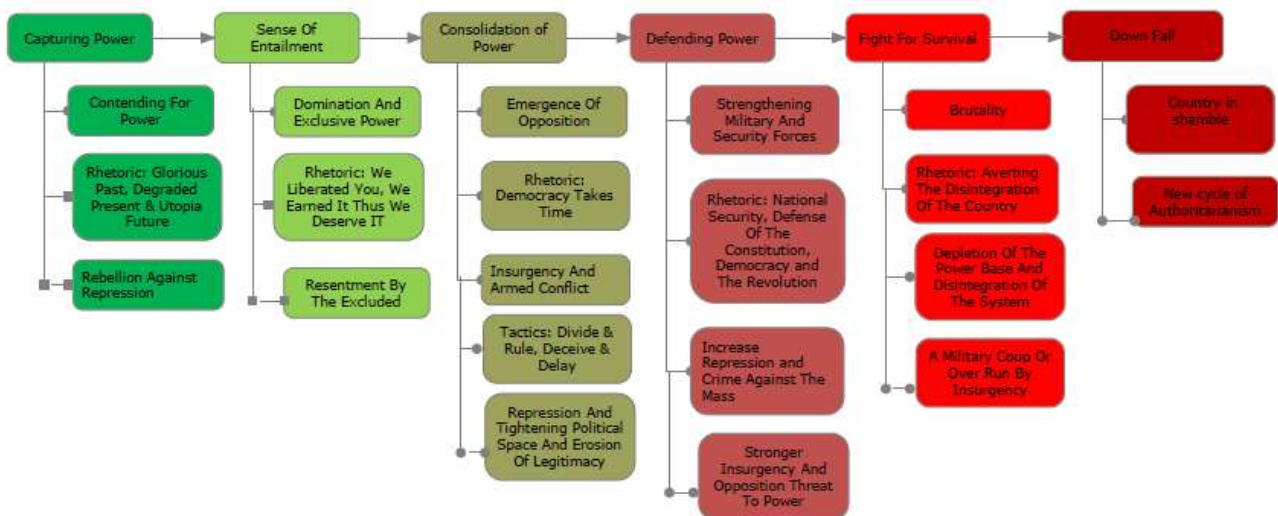 Capturing Power
Sense Of
Entailment
Consolidation of
Power
Defending Power
Fight For Survival
Down Fall
Contending For
Power
Rhetoric: Glorious
Past, Degraded
Present & Utopia
Future
Rebellion Against
Repression
Domination And
Exclusive Power
Rhetoric: We
Liberated You, We
Earned It Thus We
Deserve IT
Resentment By
The Excluded
Emergence Of
Opposition
Rhetoric:
Democracy Takes
Time
Insurgency And
Armed Conflict
Tactics: Divide &
Rule, Deceive &
Delay
Repression And
Tightening Political
Space And Erosion
Of Legitimacy
Strengthening
Military And
Security Forces
Rhetoric: National
Security, Defense
Of The
Constitution,
Democracy and
The Revolution
Increase
Repression and
Crime Against The
Mass
Stronger
Insurgency And
Opposition Threat
To Power
Brutality
Rhetoric: Averting
The Disintegration
Of The Country
Depletion Of The
Power Base And
Disintegration Of
The System
A Military Coup Or
Over Run By
Insurgency
Country in
shamble
New cycle of
Authoritarianism